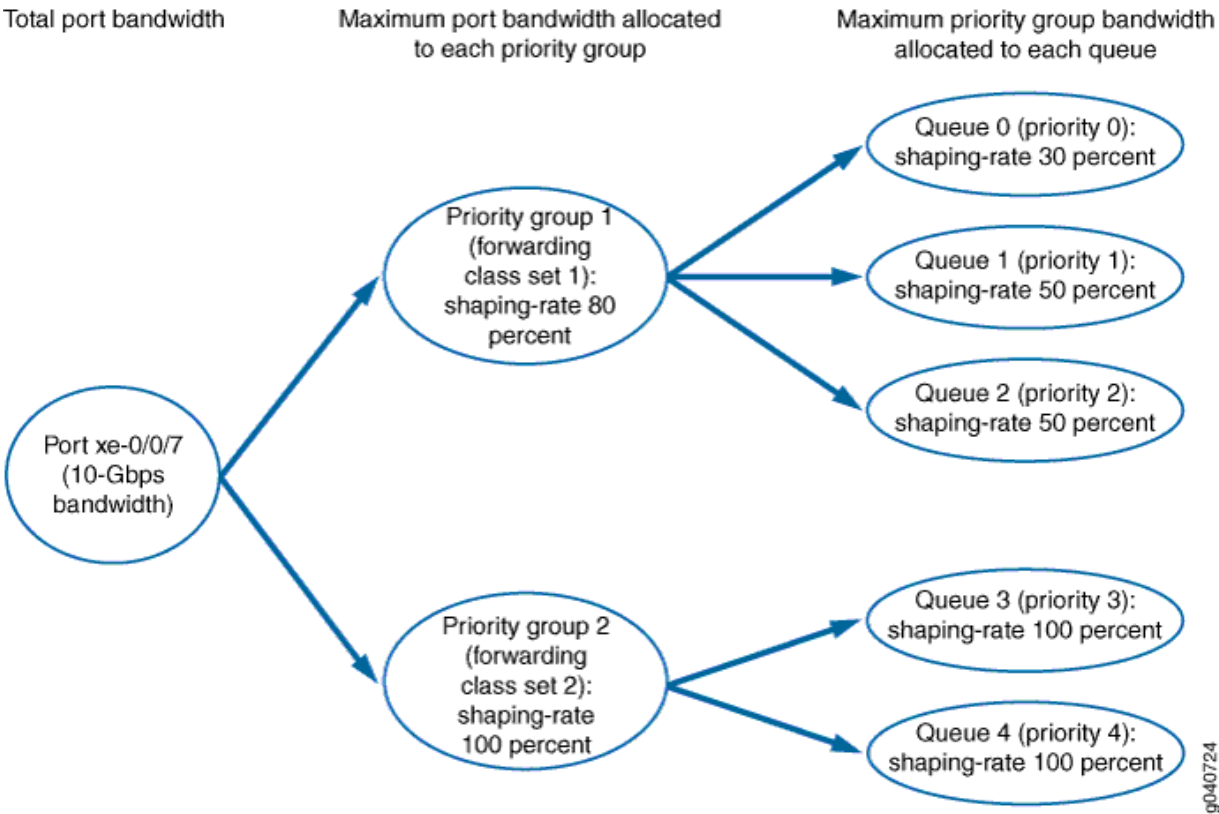 Total port bandwidth
Maximum port bandwidth allocated
to each priority group
Maximum priority group bandwidth
allocated to each queue
Port xe-0/0/7
(10-Gbps
bandwidth)
Priority group 1
(forwarding
class set 1):
shaping-rate 80
percent
Queue 0 (priority 0):
shaping-rate 30 percent
Queue 1 (priority 1):
shaping-rate 50 percent
Queue 2 (priority 2):
shaping-rate 50 percent
Priority group 2
(forwarding
class set 2):
shaping-rate
100 percent
Queue 3 (priority 3):
shaping-rate 100 percent
Queue 4 (priority 4):
shaping-rate 100 percent
g040724